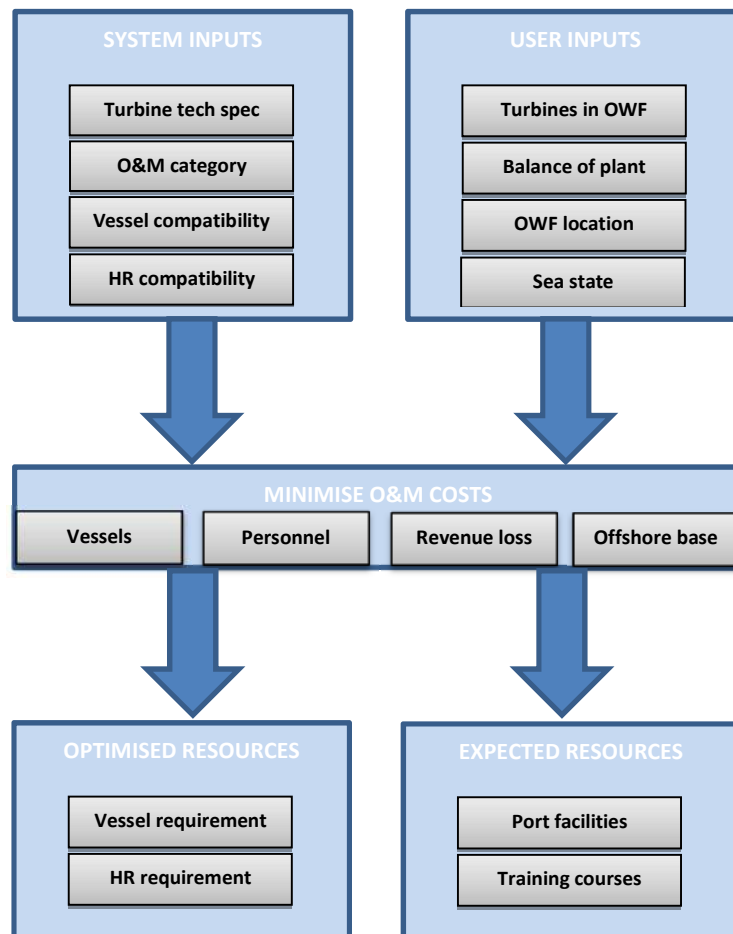 SYSTEM INPUTS
Turbine tech spec
O&M category
Vessel compatibility
HR compatibility
USER INPUTS
Turbines in OWF
Balance of plant
OWF location
Sea state
MINIMISE O&M COSTS
Vessels
Personnel
Revenue loss
Offshore base
OPTIMISED RESOURCES
Vessel requirement
HR requirement
EXPECTED RESOURCES
Port facilities
Training courses